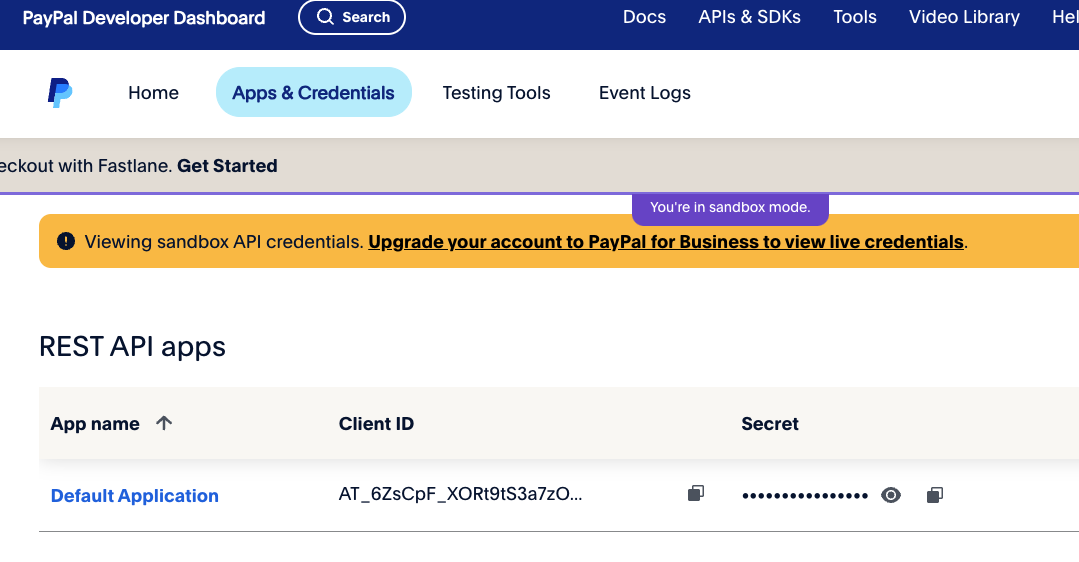 PayPal Developer Dashboard Search Docs APIs & SDKs Tools Video Library Hel
Home Apps & Credentials Testing Tools Event Logs
eckout with Fastlane. Get Started
You're in sandbox mode.
Viewing sandbox API credentials. Upgrade your account to PayPal for Business to view live credentials.
REST API apps
App name Client ID Secret
Default Application AT_6ZsCpF_XORt9tS3a7zO... •••••••••••••••